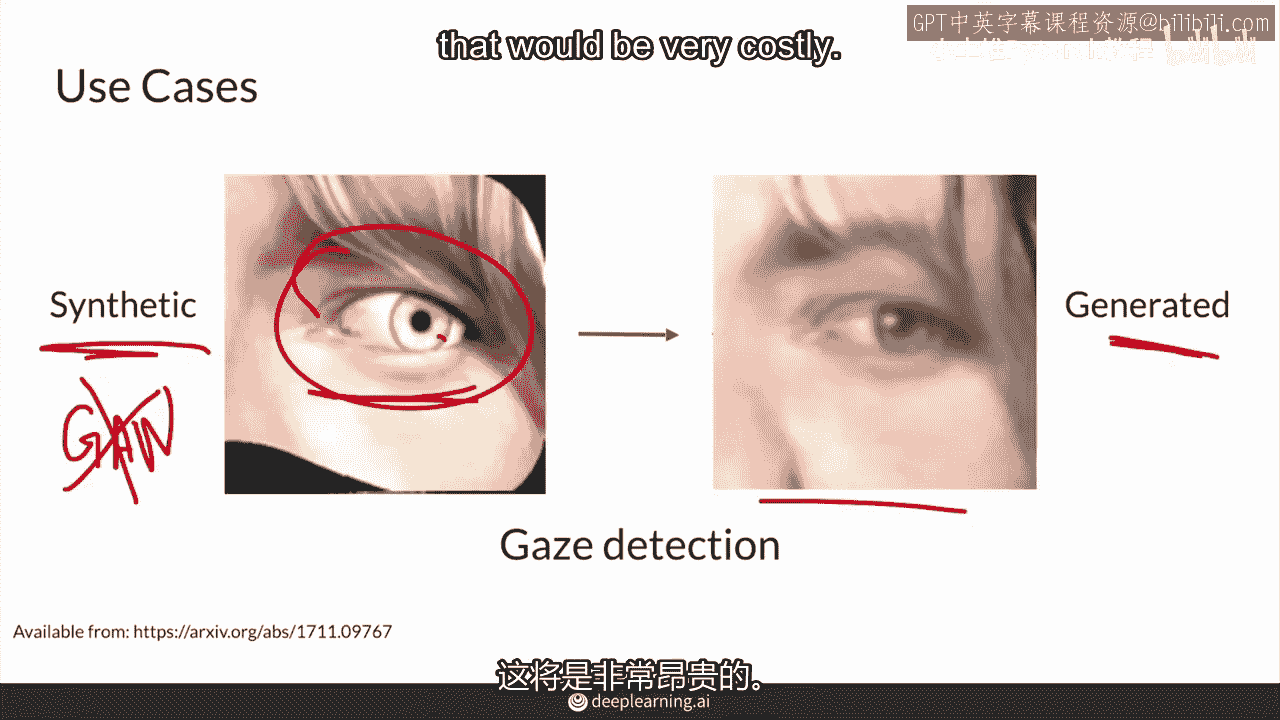 GPT中英字幕课程资源@bilibili.com
that would be very costly.
Use Cases
Synthetic
GAN
Generated
Gaze detection
Available from: https://arxiv.org/abs/1711.09767
这将是非常昂贵的。
deeplearning.ai